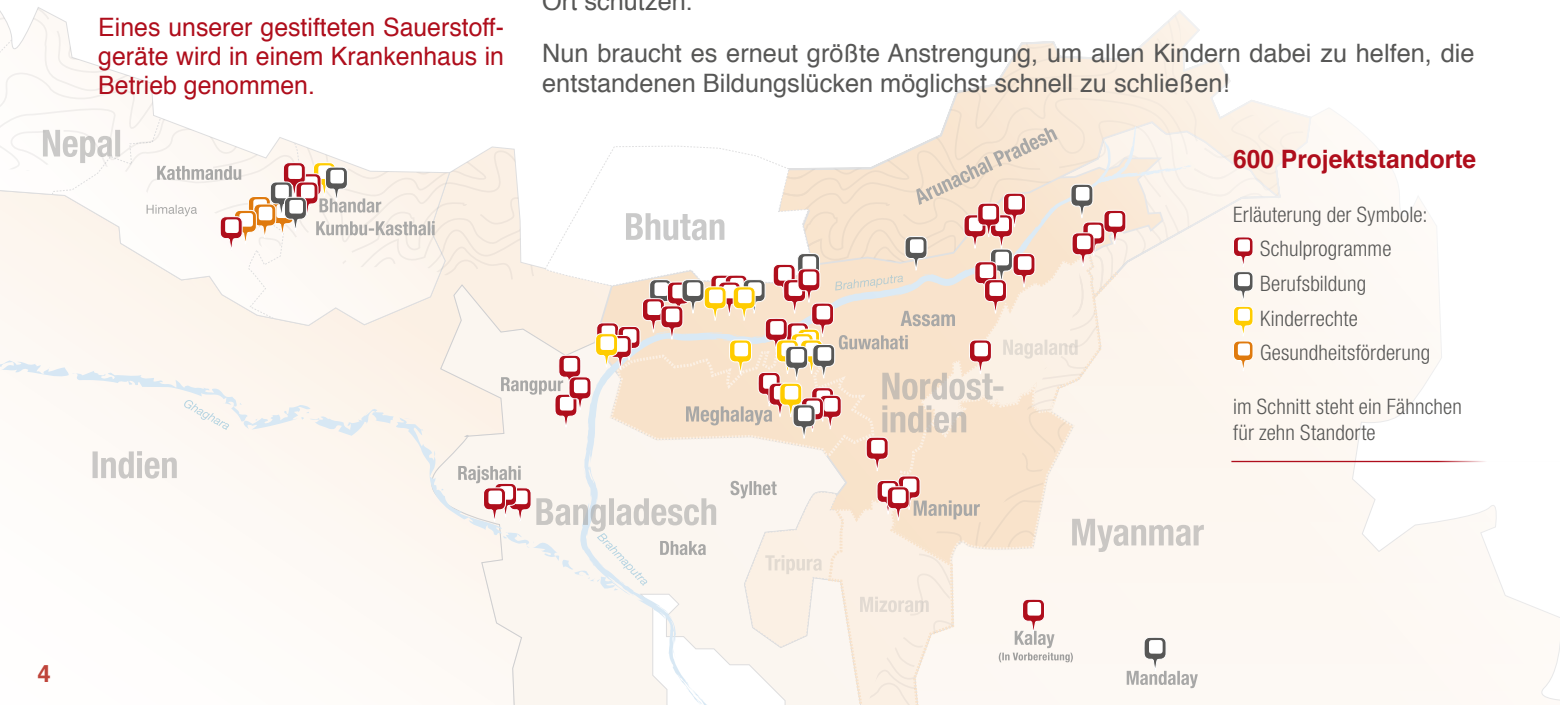 Eines unserer gestifteten Sauerstoff-
geräte wird in einem Krankenhaus in
Betrieb genommen.
Ort schützen.
Nun braucht es erneut größte Anstrengung, um allen Kindern dabei zu helfen, die
entstandenen Bildungslücken möglichst schnell zu schließen!
Nepal
Kathmandu
Himalaya
Bhandar
Kumbu-Kasthali
Bhutan
Arunachal Pradesh
Brahmaputra
Assam
Guwahati
Nagaland
Rangpur
Meghalaya
Nordost-
indien
Ghaghara
Indien
Rajshahi
Sylhet
Bangladesch
Manipur
Dhaka
Brahmaputra
Tripura
Myanmar
Mizoram
Kalay
(In Vorbereitung)
Mandalay
600 Projektstandorte
Erläuterung der Symbole:
Schulprogramme
Berufsbildung
Kinderrechte
Gesundheitsförderung
im Schnitt steht ein Fähnchen
für zehn Standorte
4